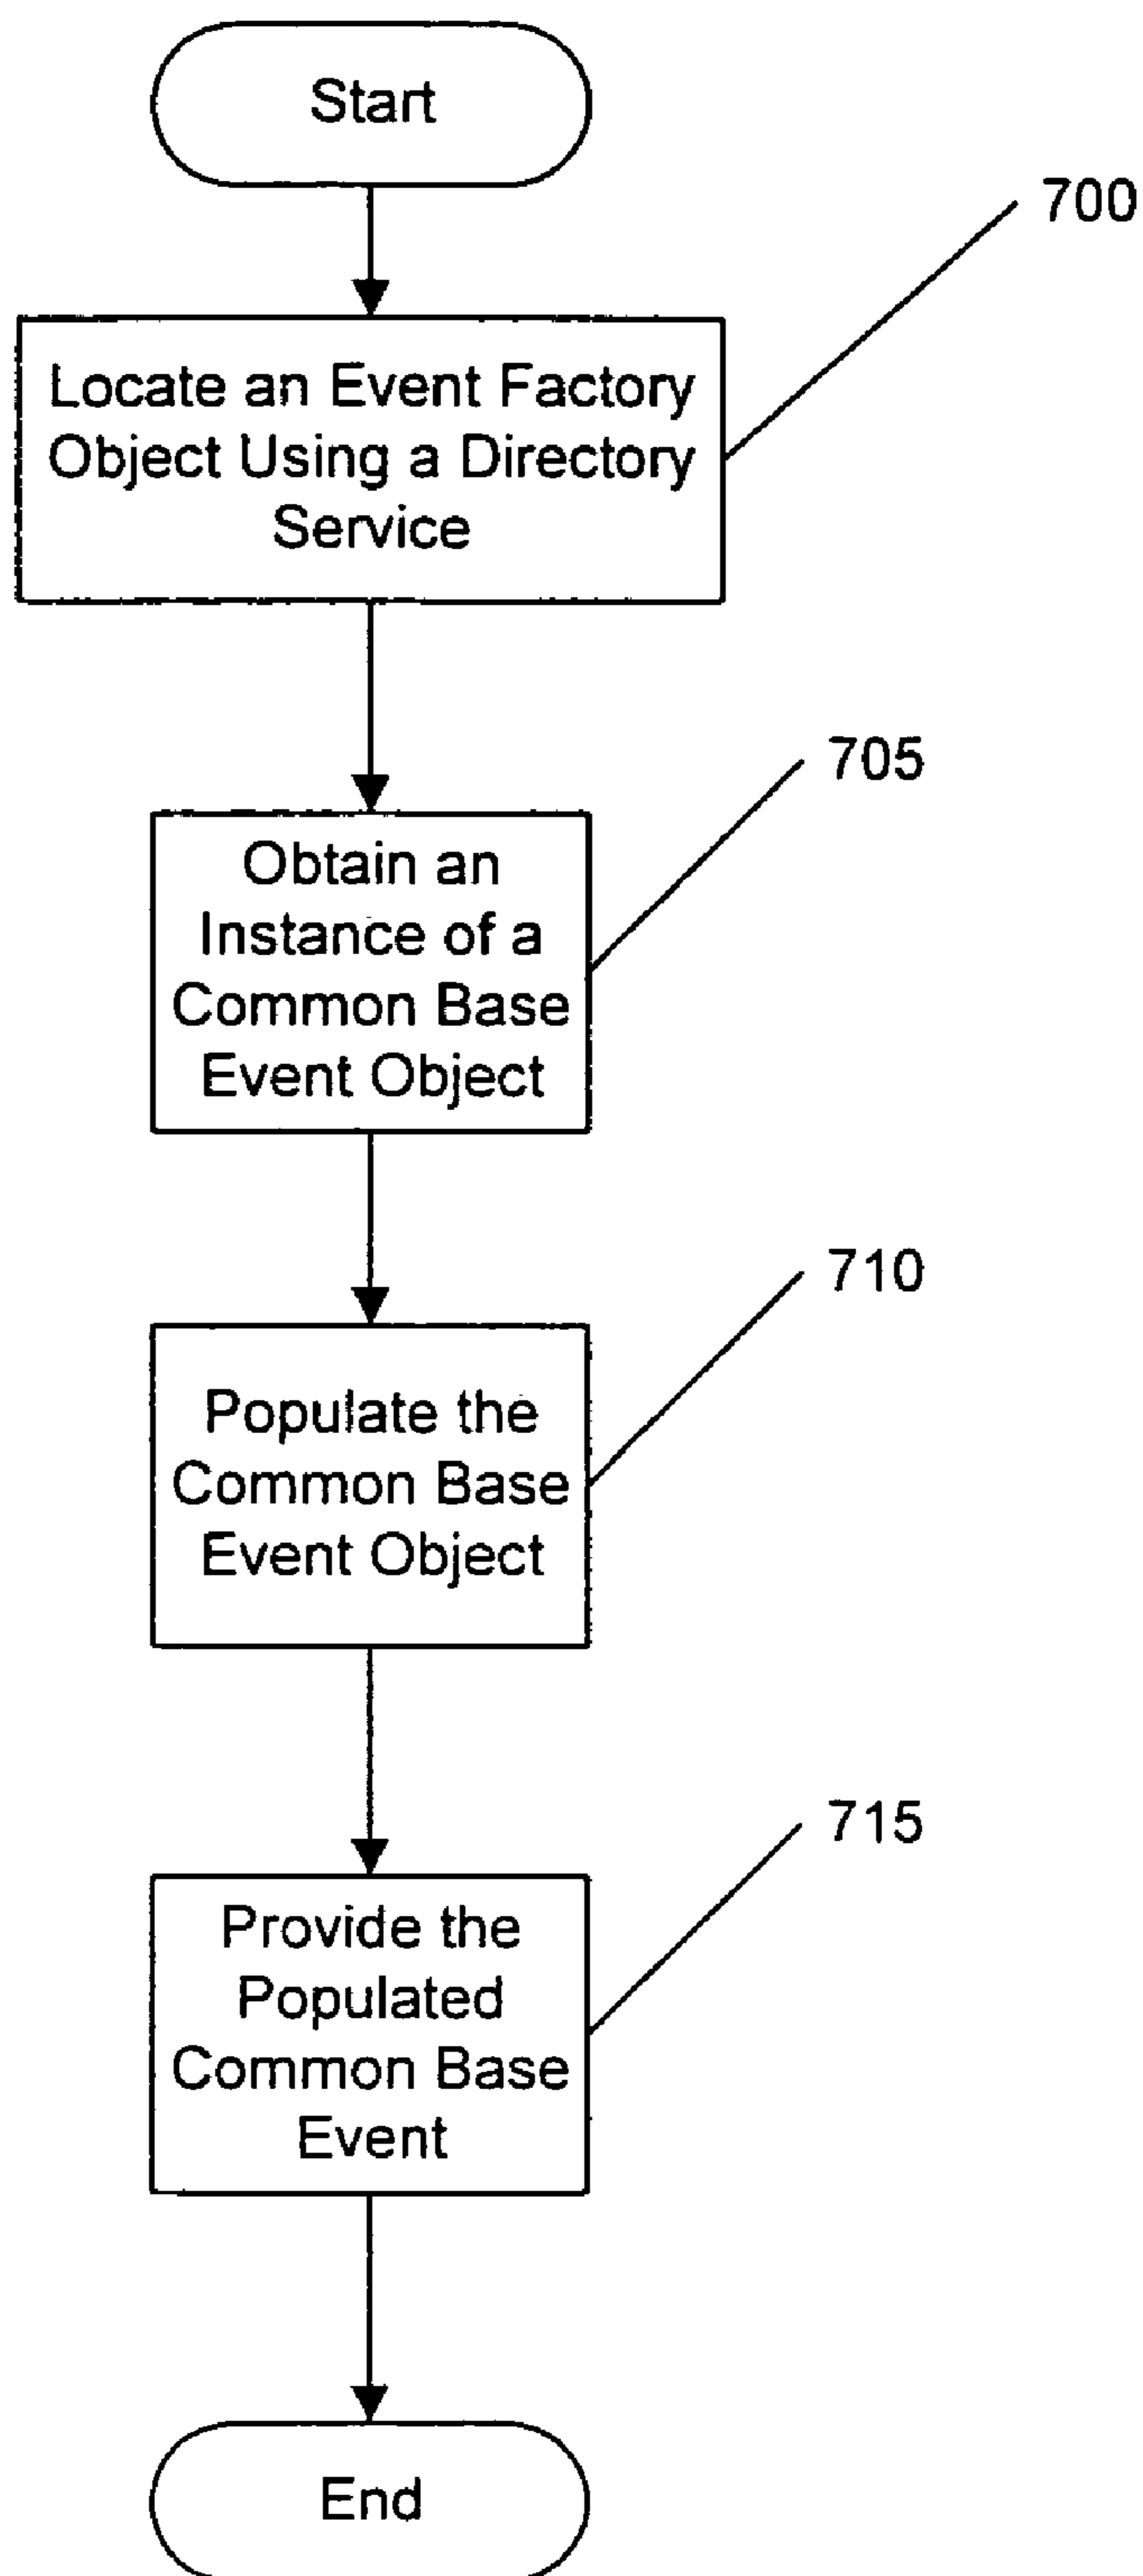 Start
700
Locate an Event Factory
Object Using a Directory
Service
705
Obtain an
Instance of a
Common Base
Event Object
710
Populate the
Common Base
Event Object
715
Provide the
Populated
Common Base
Event
End